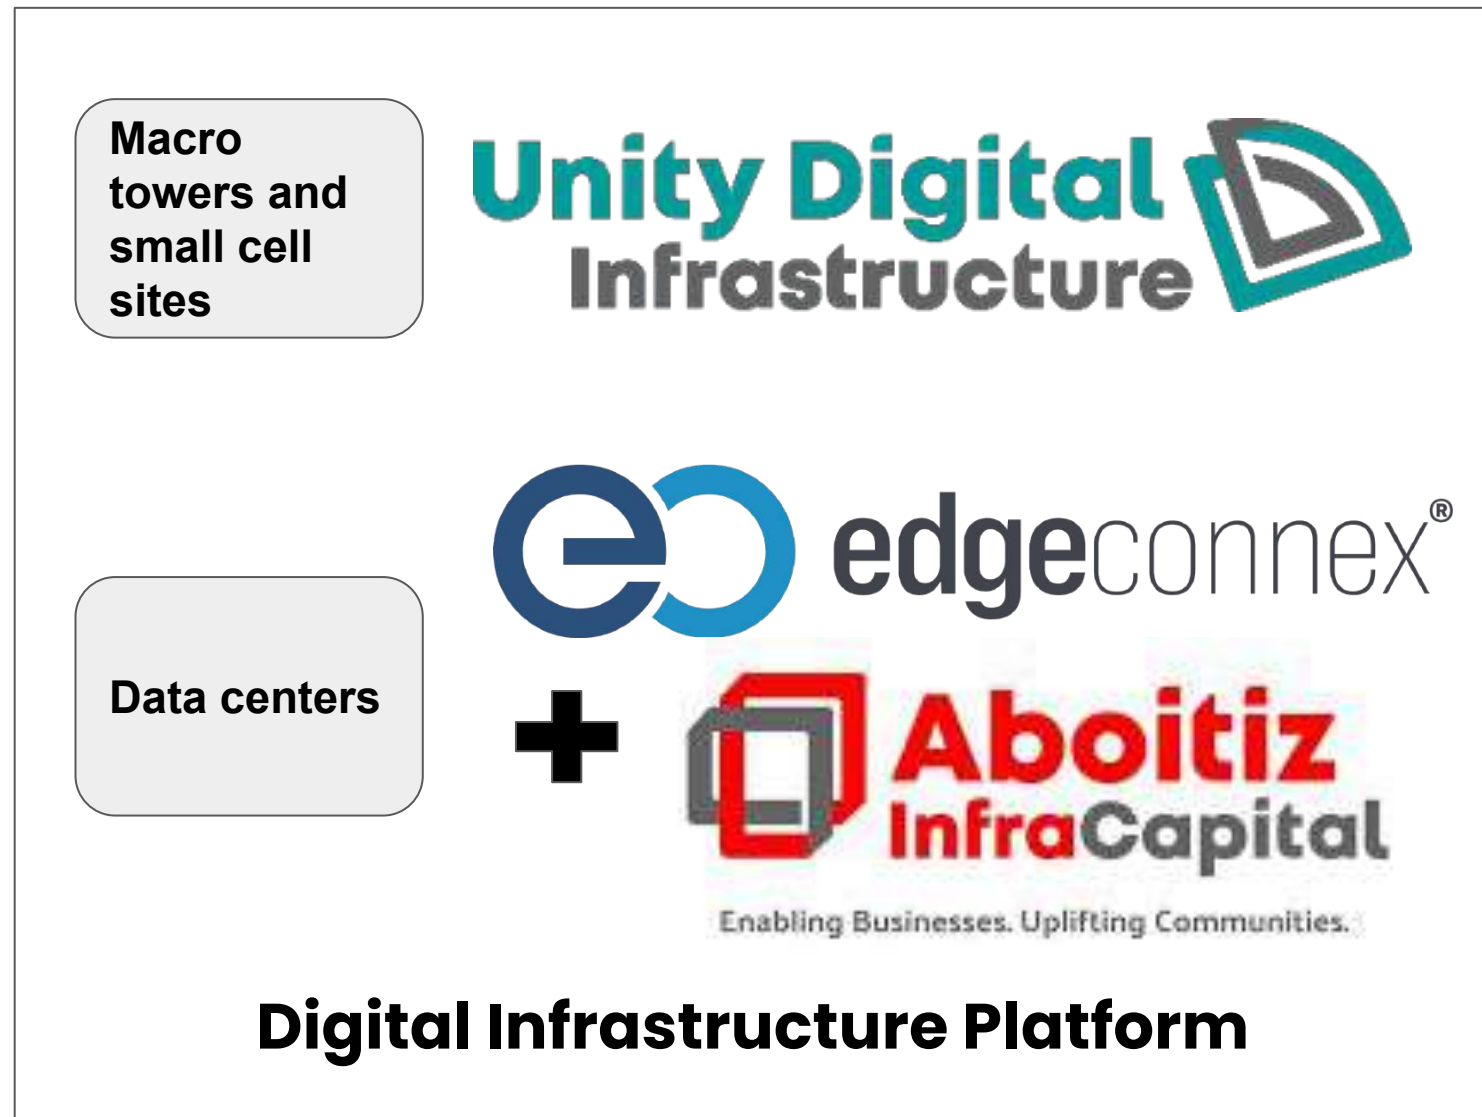 Macro
towers and
small cell
sites
Unity Digital
Infrastructure
edgeconnex®
Data centers
Aboitiz
InfraCapital
Enabling Businesses. Uplifting Communities.
Digital Infrastructure Platform